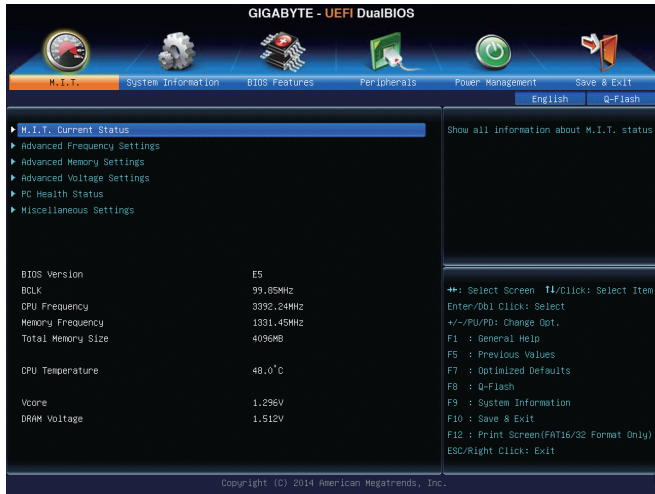 GIGABYTE - UEFI DualBIOS
M.I.T. System Information BIOS Features Peripherals Power Management Save & Exit
English Q-Flash
M.I.T. Current Status
Advanced Frequency Settings
Advanced Memory Settings
Advanced Voltage Settings
PC Health Status
Miscellaneous Settings
Show all information about M.I.T. status
BIOS Version E5
BCLK 99.85MHz
CPU Frequency 3392.24MHz
Memory Frequency 1331.45MHz
Total Memory Size 4096MB
CPU Temperature 48.0°C
Vcore 1.296V
DRAM Voltage 1.512V
→←: Select Screen ↑↓/Click: Select Item
Enter/Dbl Click: Select
+/-/PU/PD: Change Opt.
F1 : General Help
F5 : Previous Values
F7 : Optimized Defaults
F8 : Q-Flash
F9 : System Information
F10 : Save & Exit
F12 : Print Screen(FAT16/32 Format Only)
ESC/Right Click: Exit
Copyright (C) 2014 American Megatrends, Inc.